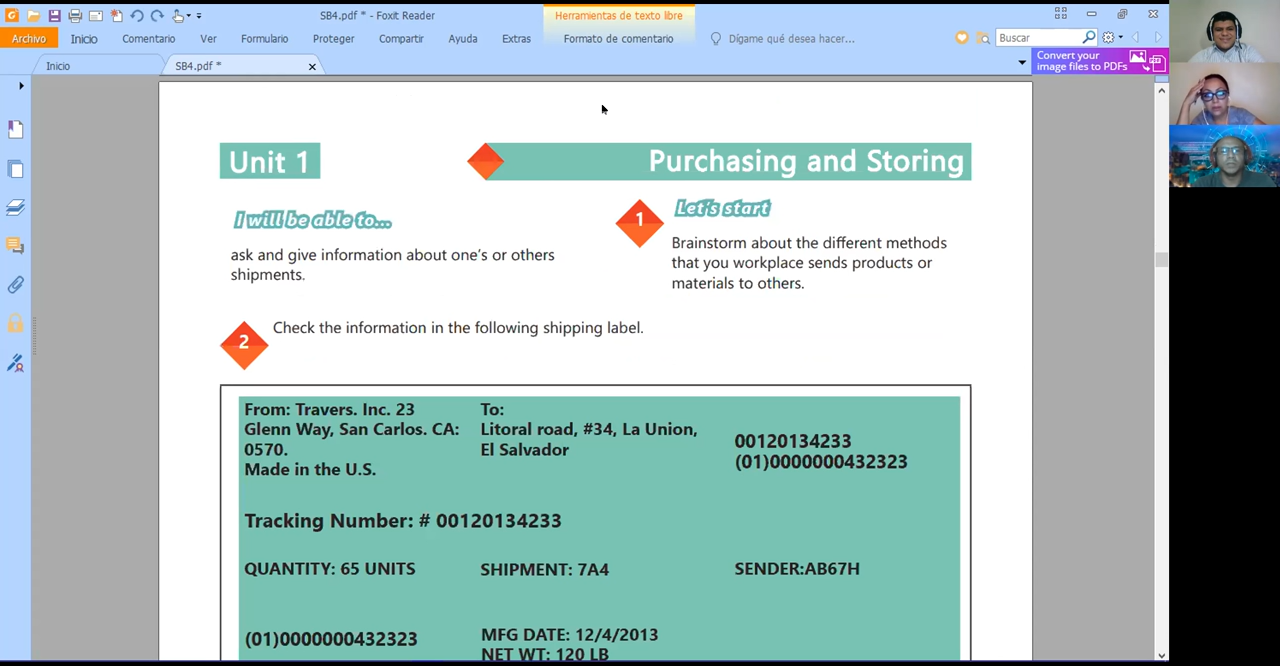 SB4.pdf * - Foxit Reader
Herramientas de texto libre
Archivo
Inicio
Comentario
Ver
Formulario
Proteger
Compartir
Ayuda
Extras
Formato de comentario
Dígame qué desea hacer...
Buscar
Inicio
SB4.pdf *
Convert your
image files to PDFs
Unit 1
Purchasing and Storing
I will be able to...
ask and give information about one's or others
shipments.
1
Let's start
Brainstorm about the different methods
that you workplace sends products or
materials to others.
2
Check the information in the following shipping label.
From: Travers. Inc. 23
Glenn Way, San Carlos. CA:
0570.
Made in the U.S.
To:
Litoral road, #34, La Union,
El Salvador
00120134233
(01)0000000432323
Tracking Number: # 00120134233
QUANTITY: 65 UNITS
SHIPMENT: 7A4
SENDER:AB67H
(01)0000000432323
MFG DATE: 12/4/2013
NET WT: 120 LB